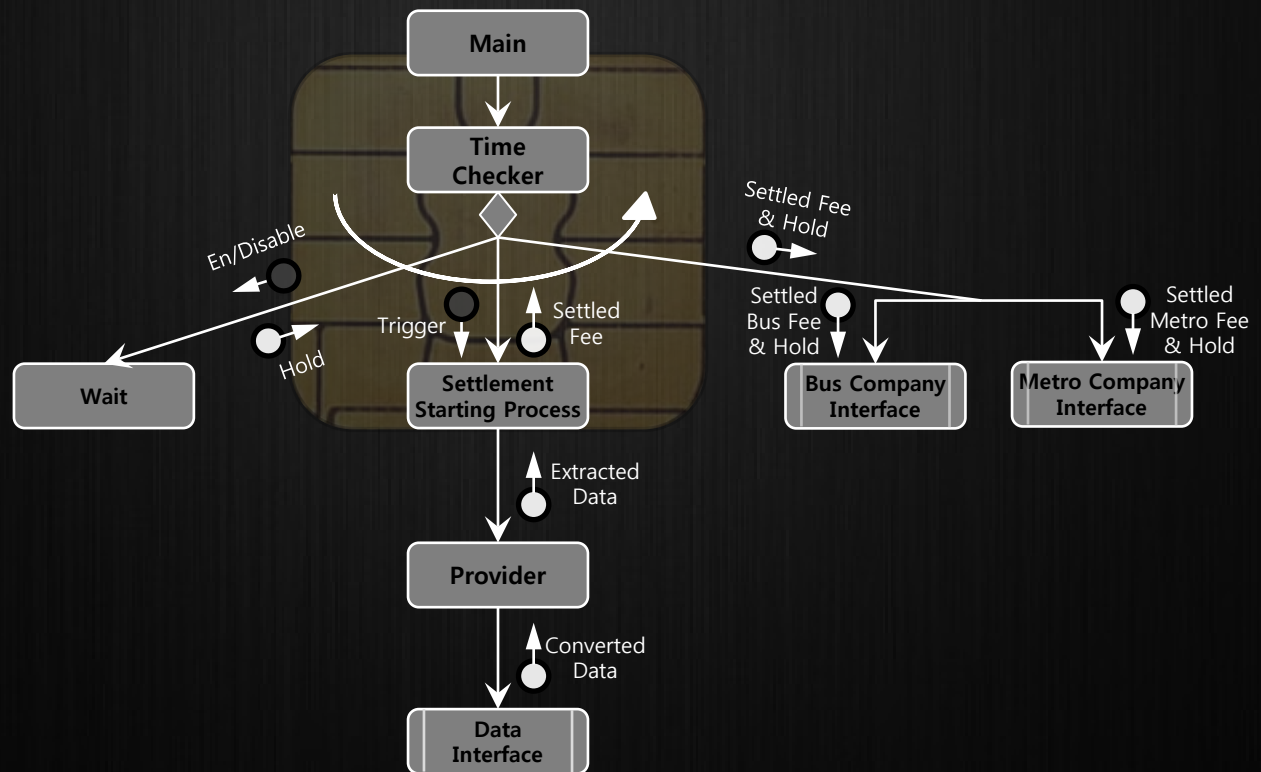 Main
Time
Checker
Settled Fee
& Hold
En/Disable
Trigger
Settled
Fee
Settled
Bus Fee
& Hold
Settled
Metro Fee
& Hold
Hold
Wait
Settlement
Starting Process
Bus Company
Interface
Metro Company
Interface
Extracted
Data
Provider
Converted
Data
Data
Interface